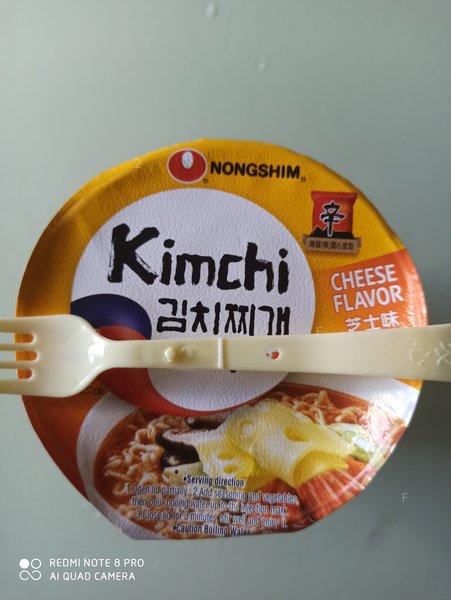 NONGSHIM®
辛
Kimchi
김치찌개
CHEESE
FLAVOR
芝士味
•Serving direction
1.Open lid partially. 2.Add seasoning and vegetables,
then pour boiling water up to the injection mark.
3.Close lid for 3 minutes, stir well and enjoy it.
•Caution Boiling Water
REDMI NOTE 8 PRO
AI QUAD CAMERA